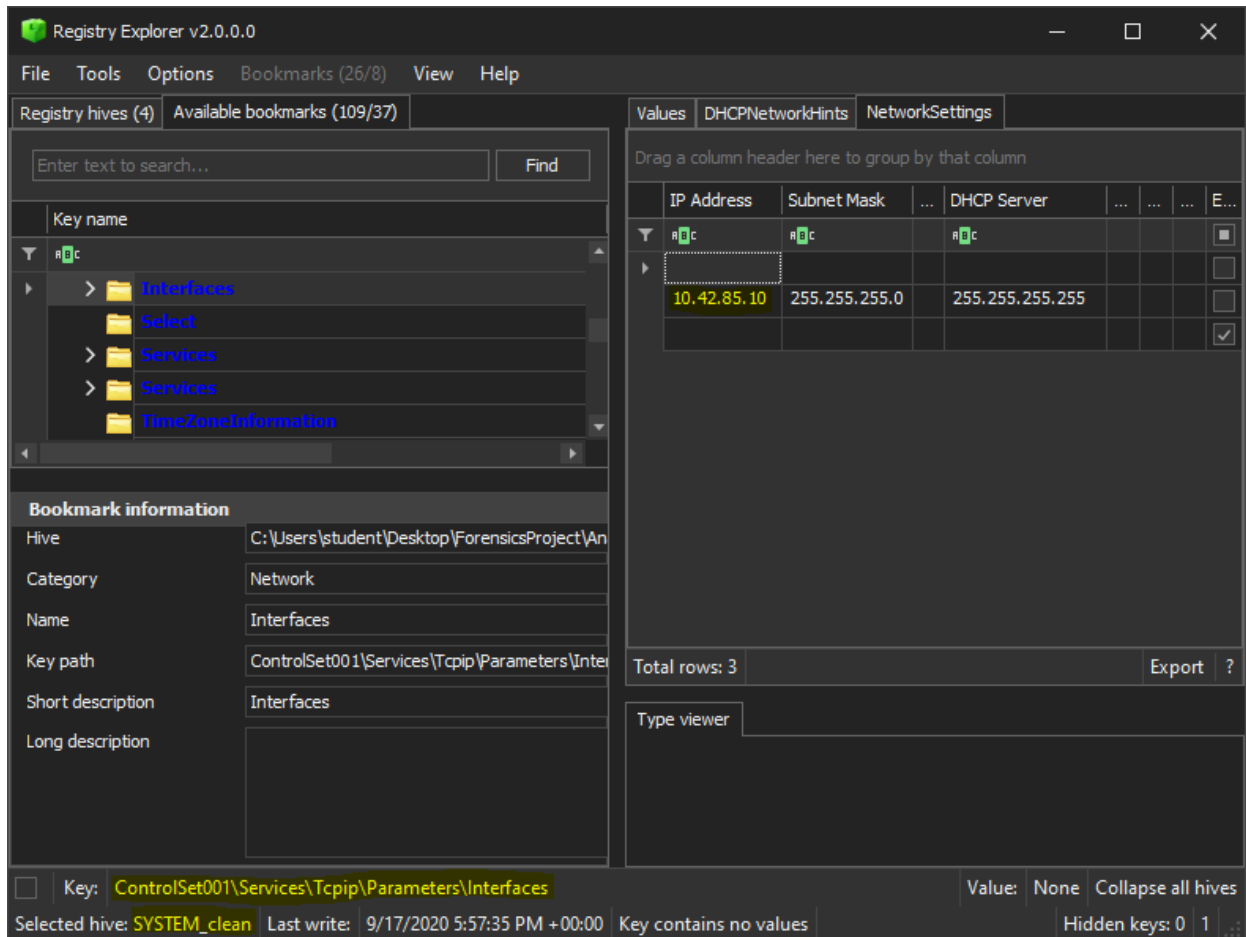 Registry Explorer v2.0.0.0
File Tools Options Bookmarks (26/8) View Help
Registry hives (4) Available bookmarks (109/37)
Enter text to search... Find
Key name
ABC
Interfaces
Select
Services
Services
TimeZoneInformation
Bookmark information
Hive C:\Users\student\Desktop\ForensicsProject\An
Category Network
Name Interfaces
Key path ControlSet001\Services\Tcpip\Parameters\Inter
Short description Interfaces
Long description
Values DHCPNetworkHints NetworkSettings
Drag a column header here to group by that column
IP Address Subnet Mask ... DHCP Server ... ... ... E...
ABC ABC ABC
10.42.85.10 255.255.255.0 255.255.255.255
Total rows: 3 Export ?
Type viewer
Key: ControlSet001\Services\Tcpip\Parameters\Interfaces Value: None Collapse all hives
Selected hive: SYSTEM_clean Last write: 9/17/2020 5:57:35 PM +00:00 Key contains no values Hidden keys: 0 1